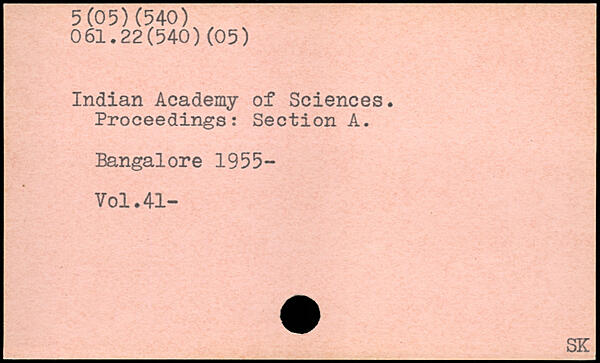 5(05)(540)
061.22(540)(05)
Indian Academy of Sciences.
Proceedings: Section A.
Bangalore 1955-
Vol.41-
SK